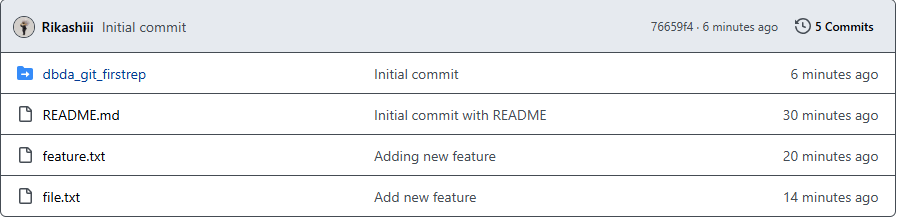 Rikashiii Initial commit 76659f4 · 6 minutes ago 5 Commits
dbda_git_firstrep Initial commit 6 minutes ago
README.md Initial commit with README 30 minutes ago
feature.txt Adding new feature 20 minutes ago
file.txt Add new feature 14 minutes ago